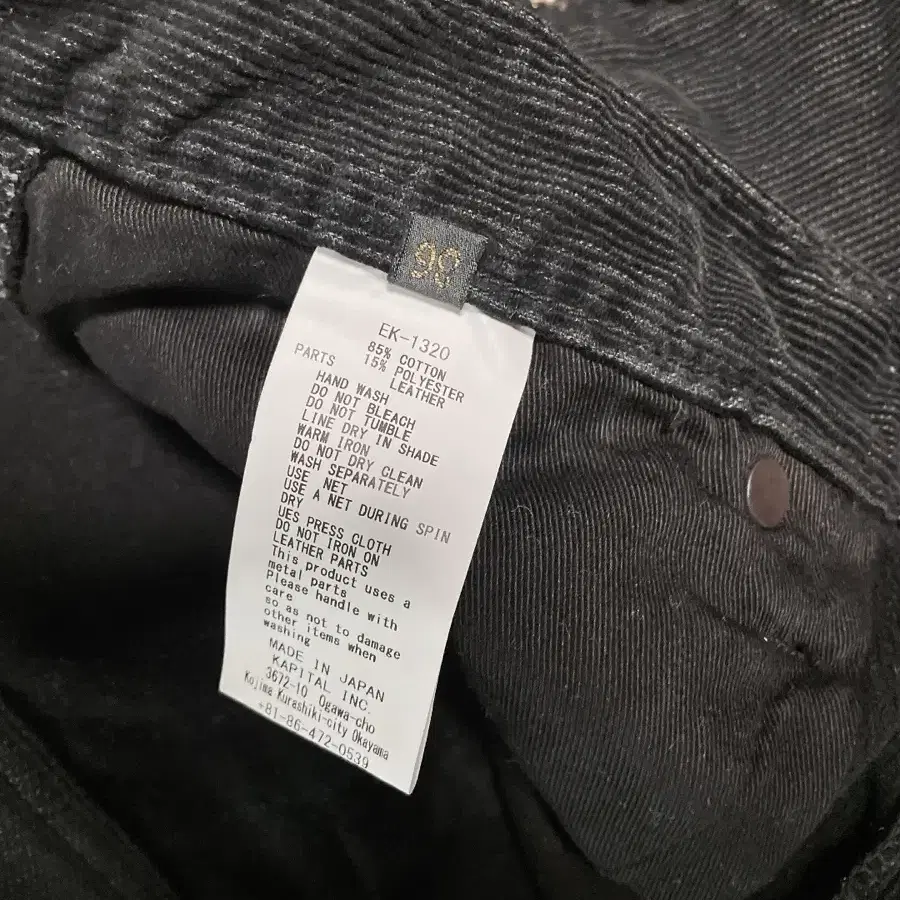 36
EK-1320
85% COTTON
15% POLYESTER
PARTS LEATHER
HAND WASH
DO NOT BLEACH
DO NOT TUMBLE
LINE DRY IN SHADE
WARM IRON
DO NOT DRY CLEAN
WASH SEPARATELY
USE NET
USE A NET DURING SPIN
DRY
UES PRESS CLOTH
DO NOT IRON ON
LEATHER PARTS
This product uses a
metal parts
Please handle with
care
so as not to damage
other items when
washing
MADE IN JAPAN
KAPITAL INC.
3672-10 Ogawa-cho
Kojima Kurashiki-city Okayama
+81-86-472-0539